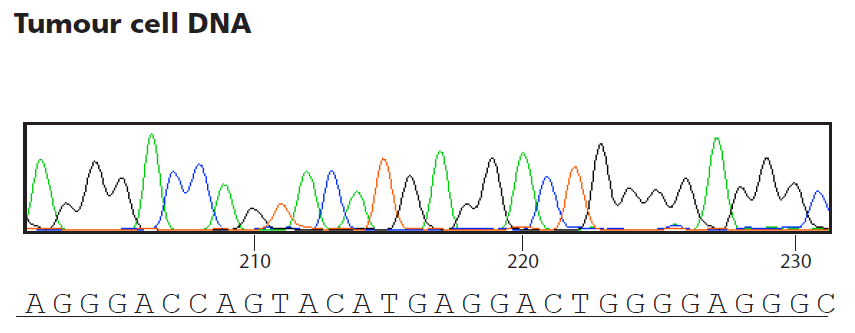 Tumour cell DNA
210 220 230
AGGGACCAGTACATGAGGACTGGGGAGGGC